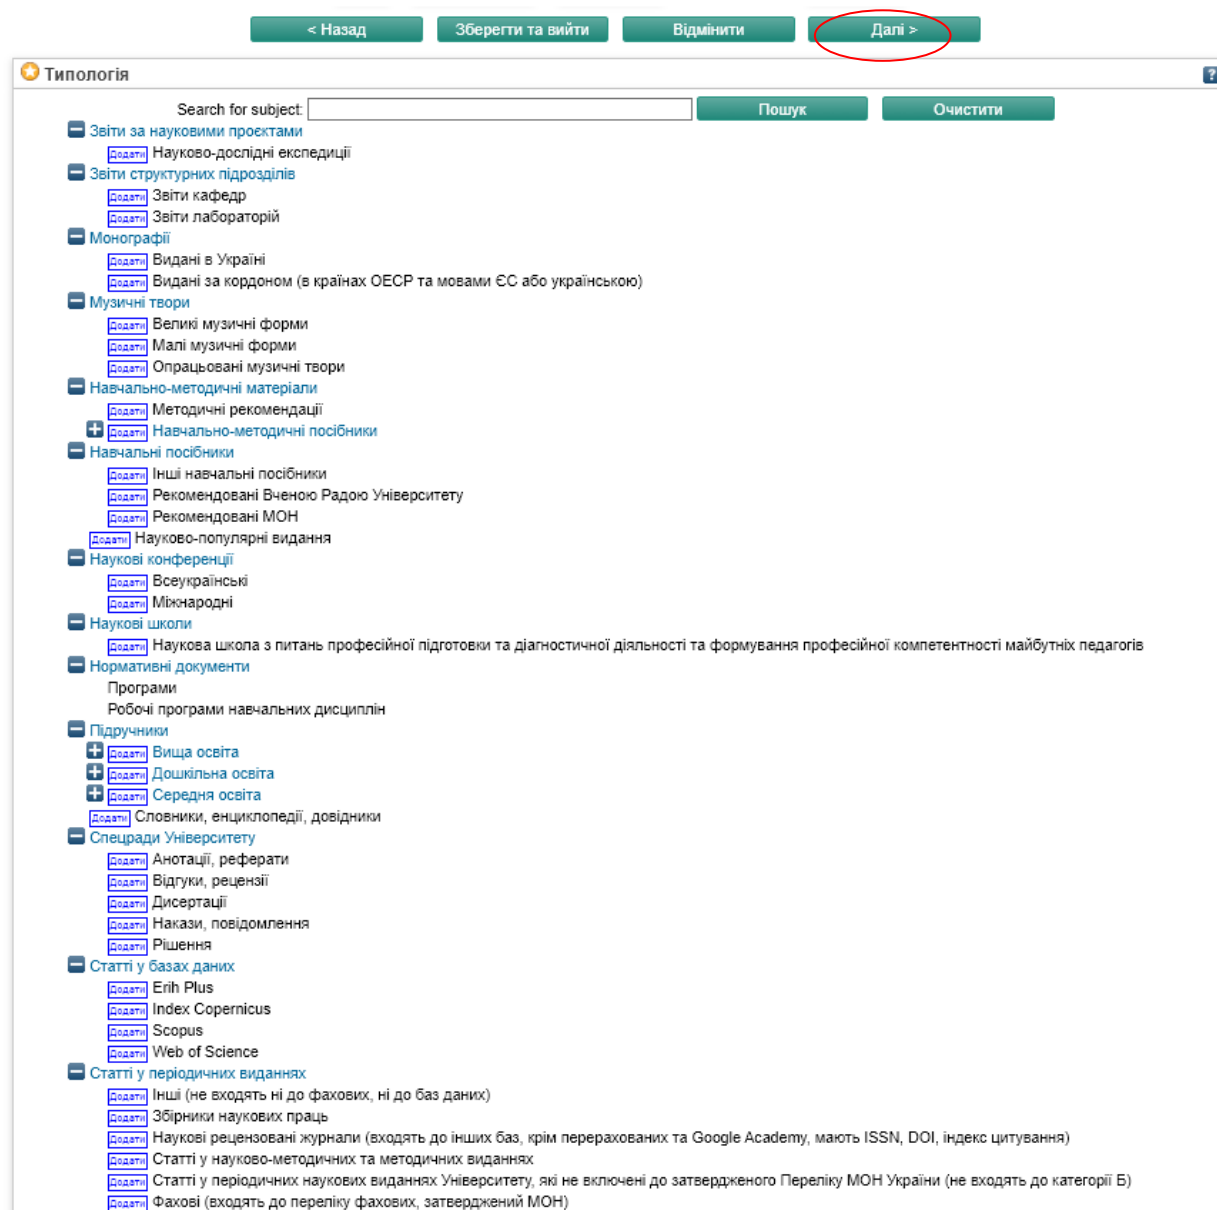 < Назад Зберегти та вийти Відмінити Далі >
Типологія ?
Search for subject: Пошук Очистити
Звіти за науковими проєктами
Додати Науково-дослідні експедиції
Звіти структурних підрозділів
Додати Звіти кафедр
Додати Звіти лабораторій
Монографії
Додати Видані в Україні
Додати Видані за кордоном (в країнах ОЕСР та мовами ЄС або українською)
Музичні твори
Додати Великі музичні форми
Додати Малі музичні форми
Додати Опрацьовані музичні твори
Навчально-методичні матеріали
Додати Методичні рекомендації
Додати Навчально-методичні посібники
Навчальні посібники
Додати Інші навчальні посібники
Додати Рекомендовані Вченою Радою Університету
Додати Рекомендовані МОН
Додати Науково-популярні видання
Наукові конференції
Додати Всеукраїнські
Додати Міжнародні
Наукові школи
Додати Наукова школа з питань професійної підготовки та діагностичної діяльності та формування професійної компетентності майбутніх педагогів
Нормативні документи
Програми
Робочі програми навчальних дисциплін
Підручники
Додати Вища освіта
Додати Дошкільна освіта
Додати Середня освіта
Додати Словники, енциклопедії, довідники
Спецради Університету
Додати Анотації, реферати
Додати Відгуки, рецензії
Додати Дисертації
Додати Накази, повідомлення
Додати Рішення
Статті у базах даних
Додати Erih Plus
Додати Index Copernicus
Додати Scopus
Додати Web of Science
Статті у періодичних виданнях
Додати Інші (не входять ні до фахових, ні до баз даних)
Додати Збірники наукових праць
Додати Наукові рецензовані журнали (входять до інших баз, крім перерахованих та Google Academy, мають ISSN, DOI, індекс цитування)
Додати Статті у науково-методичних та методичних виданнях
Додати Статті у періодичних наукових виданнях Університету, які не включені до затвердженого Переліку МОН України (не входять до категорії Б)
Додати Фахові (входять до переліку фахових, затверджений МОН)